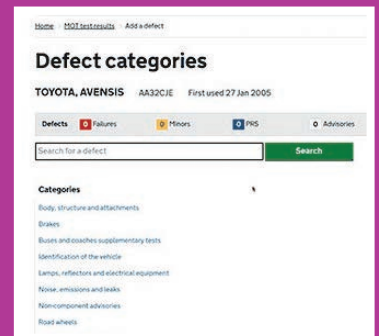 Home MOT test results Add a defect
Defect categories
TOYOTA, AVENSIS AA32CJE First used 27 Jan 2005
Defects 0 Failures 0 Minors 0 PRS 0 Advisories
Search for a defect Search
Categories
Body, structure and attachments
Brakes
Buses and coaches supplementary tests
Identification of the vehicle
Lamps, reflectors and electrical equipment
Noise, emissions and leaks
Non-component advisories
Road wheels